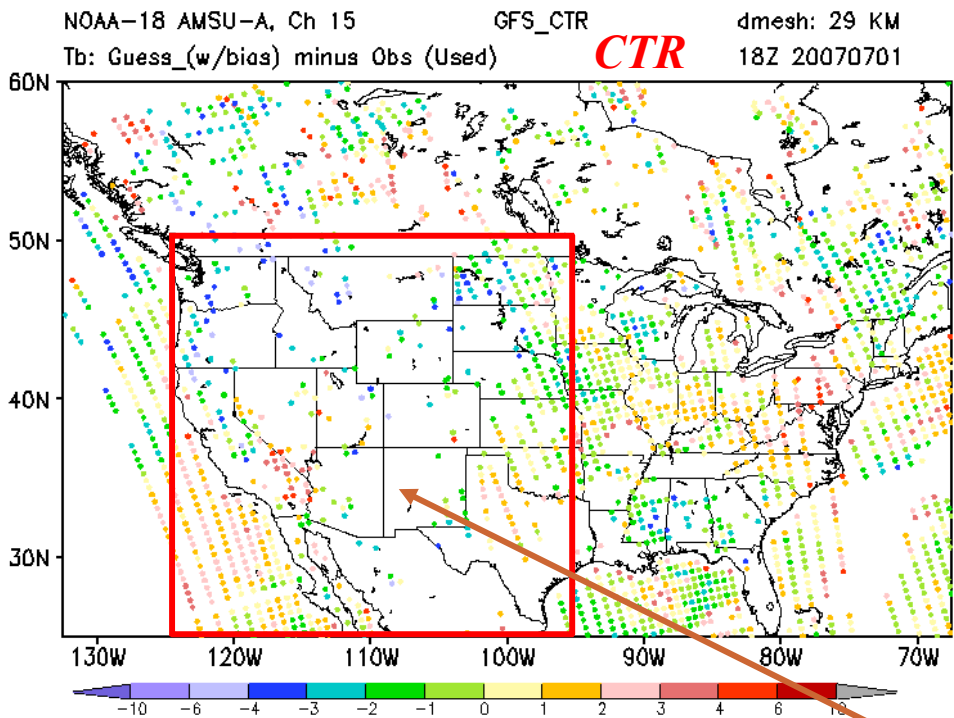 NOAA-18 AMSU-A, Ch 15 GFS_CTR dmesh: 29 KM
Tb: Guess_(w/bias) minus Obs (Used) CTR 18Z 20070701
60N
50N
40N
30N
130W 120W 110W 100W 90W 80W 70W
-10 -6 -4 -3 -2 -1 0 1 2 3 4 6 10